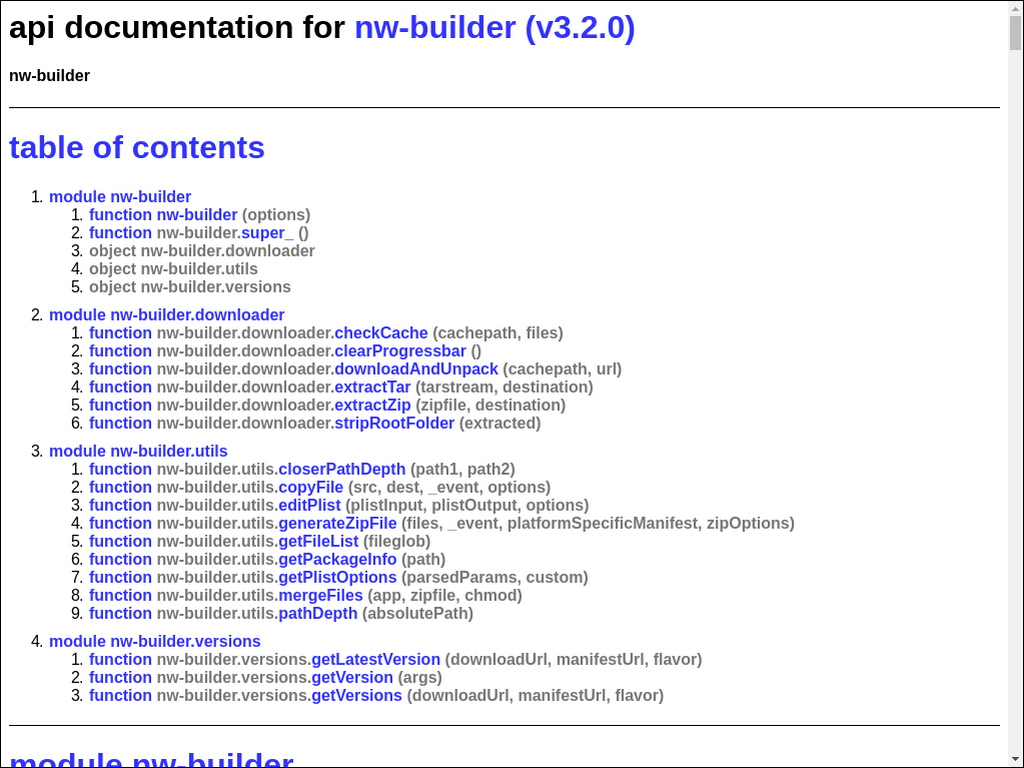 api documentation for nw-builder (v3.2.0)
nw-builder
table of contents
1. module nw-builder
1. function nw-builder (options)
2. function nw-builder.super_ ()
3. object nw-builder.downloader
4. object nw-builder.utils
5. object nw-builder.versions
2. module nw-builder.downloader
1. function nw-builder.downloader.checkCache (cachepath, files)
2. function nw-builder.downloader.clearProgressbar ()
3. function nw-builder.downloader.downloadAndUnpack (cachepath, url)
4. function nw-builder.downloader.extractTar (tarstream, destination)
5. function nw-builder.downloader.extractZip (zipfile, destination)
6. function nw-builder.downloader.stripRootFolder (extracted)
3. module nw-builder.utils
1. function nw-builder.utils.closerPathDepth (path1, path2)
2. function nw-builder.utils.copyFile (src, dest, _event, options)
3. function nw-builder.utils.editPlist (plistInput, plistOutput, options)
4. function nw-builder.utils.generateZipFile (files, _event, platformSpecificManifest, zipOptions)
5. function nw-builder.utils.getFileList (fileglob)
6. function nw-builder.utils.getPackageInfo (path)
7. function nw-builder.utils.getPlistOptions (parsedParams, custom)
8. function nw-builder.utils.mergeFiles (app, zipfile, chmod)
9. function nw-builder.utils.pathDepth (absolutePath)
4. module nw-builder.versions
1. function nw-builder.versions.getLatestVersion (downloadUrl, manifestUrl, flavor)
2. function nw-builder.versions.getVersion (args)
3. function nw-builder.versions.getVersions (downloadUrl, manifestUrl, flavor)
module nw-builder